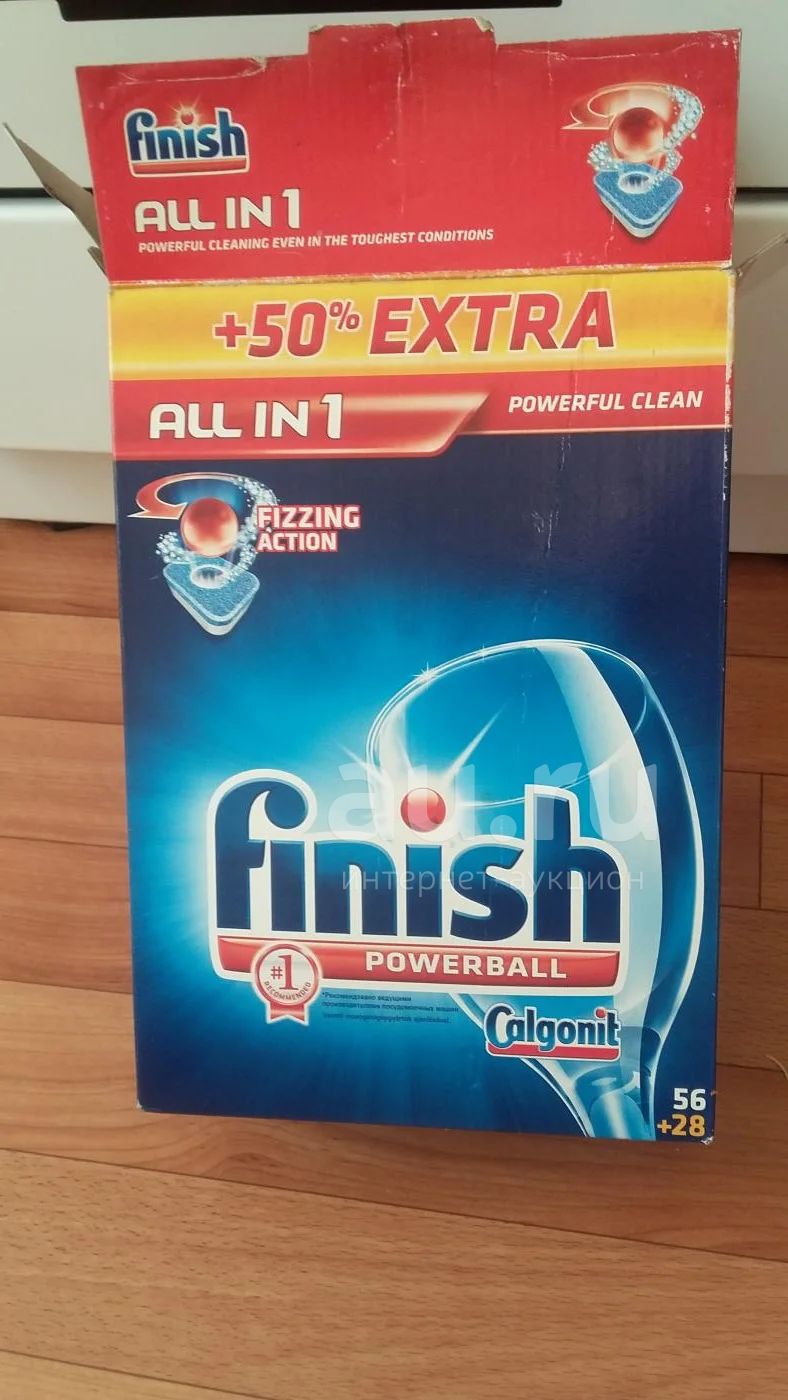 finish
ALL IN 1
POWERFUL CLEANING EVEN IN THE TOUGHEST CONDITIONS
+50% EXTRA
ALL IN 1
POWERFUL CLEAN
FIZZING
ACTION
au.ru
интернет-аукцион
finish
POWERBALL
#1
RECOMMENDED
*Рекомендовано ведущими
производителями посудомоечных машин
Calgonit
56
+28